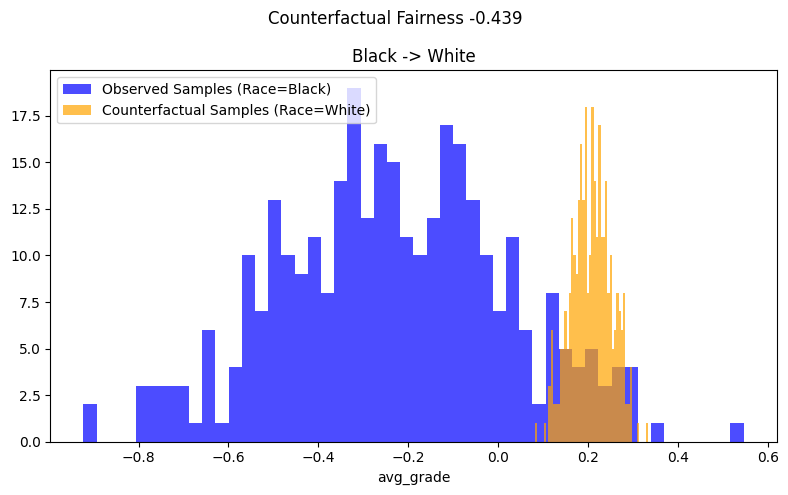 Counterfactual Fairness -0.439
Black -> White
Observed Samples (Race=Black)
Counterfactual Samples (Race=White)
17.5
15.0
12.5
10.0
7.5
5.0
2.5
0.0
−0.8 −0.6 −0.4 −0.2 0.0 0.2 0.4 0.6
avg_grade